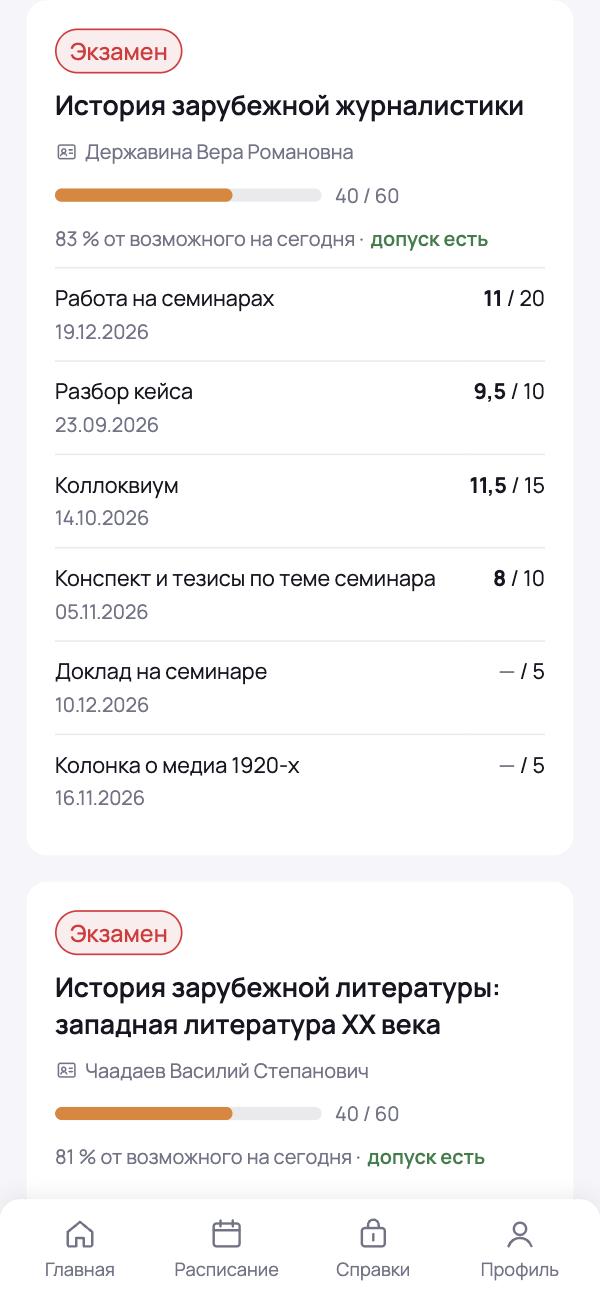 Экзамен
История зарубежной журналистики
Державина Вера Романовна
40 / 60
83 % от возможного на сегодня · допуск есть
Работа на семинарах 11 / 20
19.12.2026
Разбор кейса 9,5 / 10
23.09.2026
Коллоквиум 11,5 / 15
14.10.2026
Конспект и тезисы по теме семинара 8 / 10
05.11.2026
Доклад на семинаре — / 5
10.12.2026
Колонка о медиа 1920-х — / 5
16.11.2026
Экзамен
История зарубежной литературы:
западная литература XX века
Чаадаев Василий Степанович
40 / 60
81 % от возможного на сегодня · допуск есть
Главная Расписание Справки Профиль